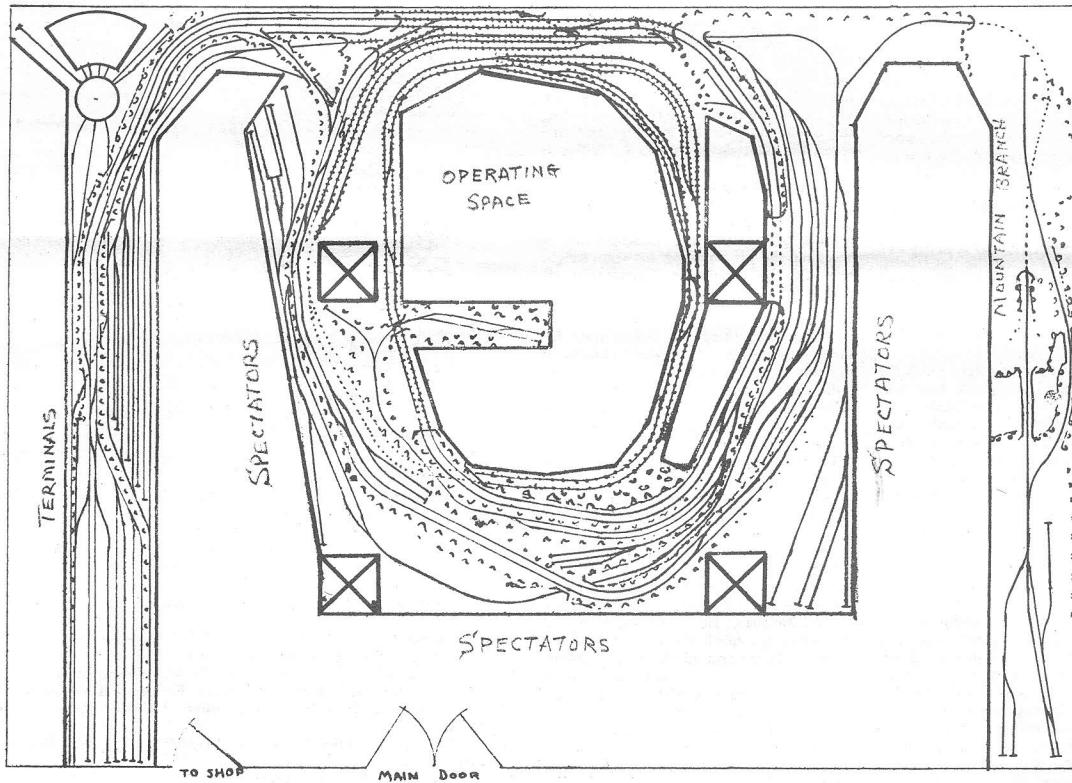 OPERATING
SPACE
MOUNTAIN BRANCH
TERMINALS
SPECTATORS
SPECTATORS
SPECTATORS
TO SHOP
MAIN DOOR